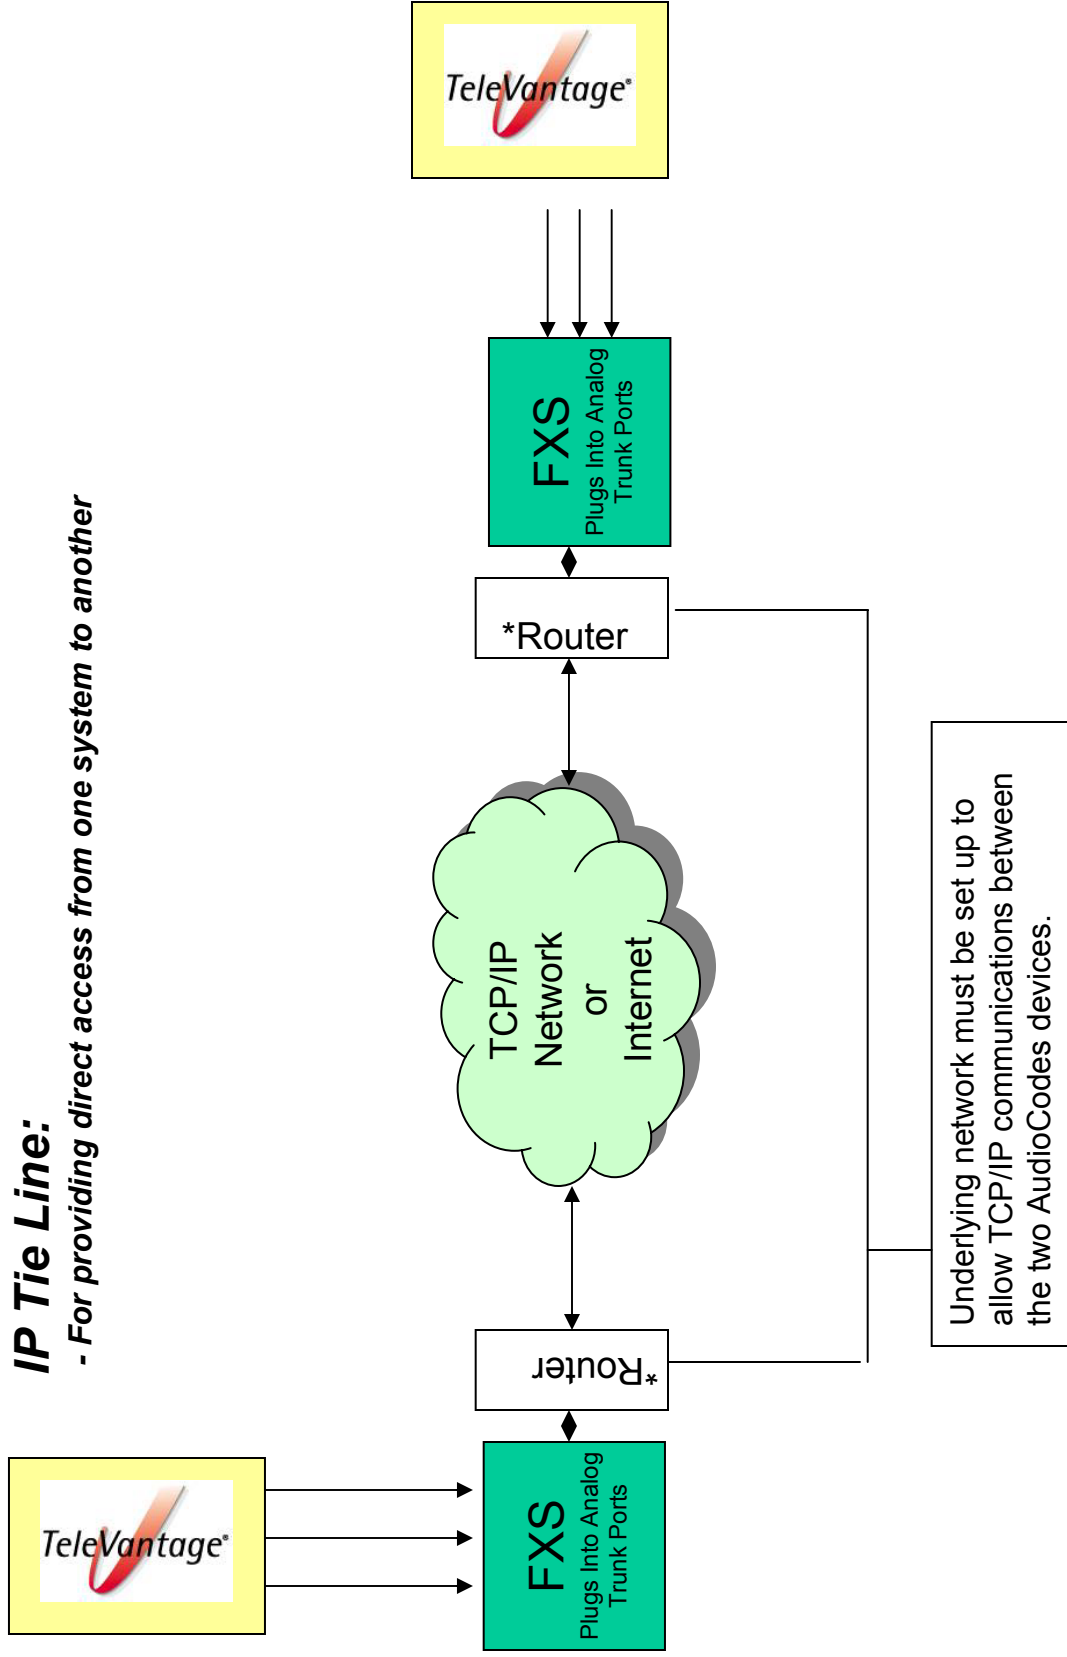 IP Tie Line:
- For providing direct access from one system to another
TeleVantage®
FXS
Plugs Into Analog
Trunk Ports
*Router
TCP/IP
Network
or
Internet
*Router
FXS
Plugs Into Analog
Trunk Ports
TeleVantage®
Underlying network must be set up to
allow TCP/IP communications between
the two AudioCodes devices.